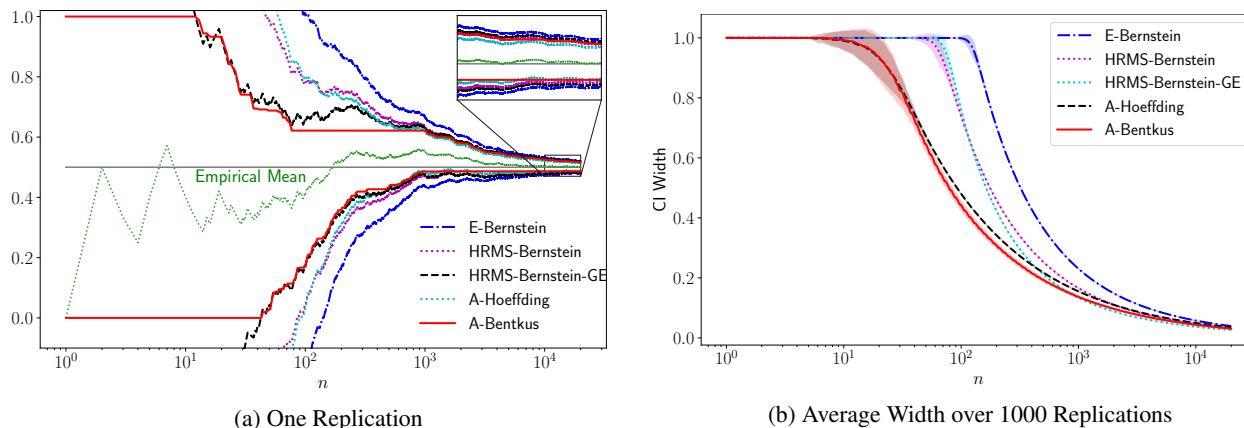 1.0
0.8
0.6
0.4
0.2
0.0
Empirical Mean
E-Bernstein
HRMS-Bernstein
HRMS-Bernstein-GE
A-Hoeffding
A-Bentkus
10^0 10^1 10^2 10^3 10^4
n
(a) One Replication
CI Width
1.0
0.8
0.6
0.4
0.2
0.0
E-Bernstein
HRMS-Bernstein
HRMS-Bernstein-GE
A-Hoeffding
A-Bentkus
10^0 10^1 10^2 10^3 10^4
n
(b) Average Width over 1000 Replications